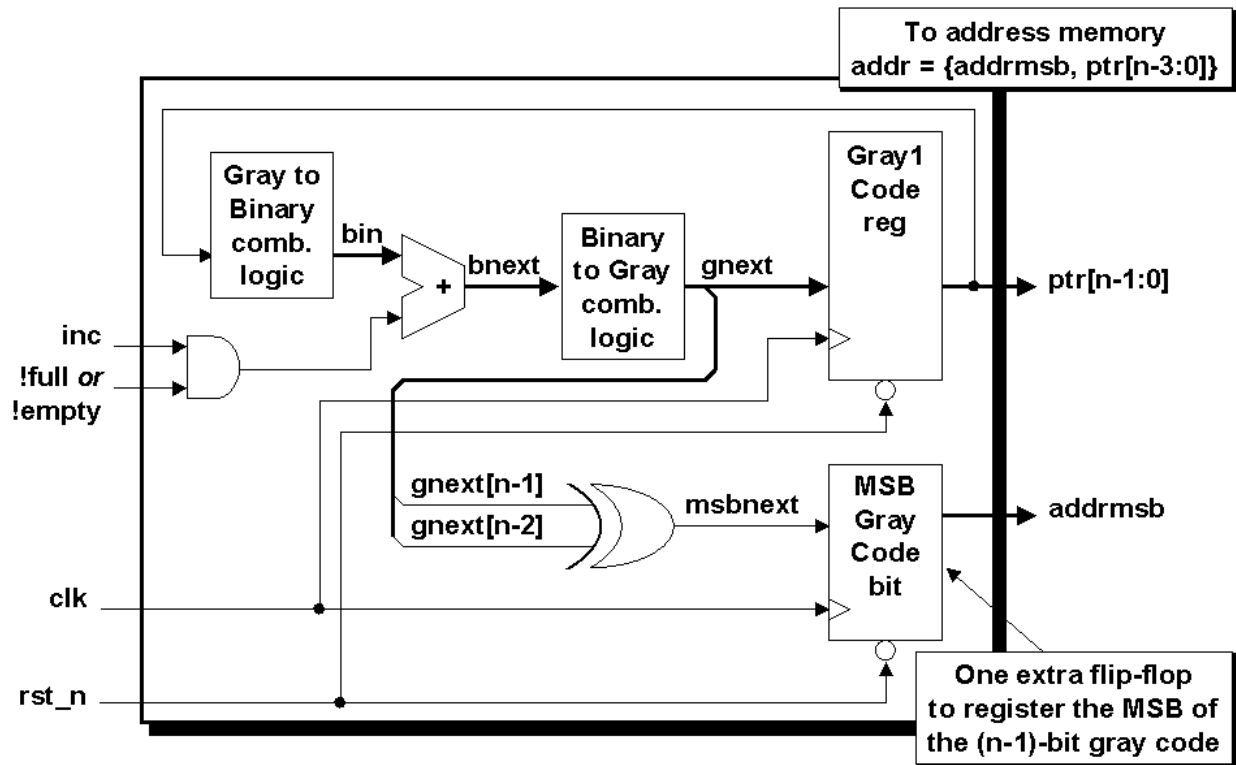 To address memory
addr = {addrmsb, ptr[n-3:0]}
Gray to
Binary
comb.
logic
bin
+
bnext
Binary
to Gray
comb.
logic
gnext
Gray1
Code
reg
ptr[n-1:0]
inc
!full or
!empty
gnext[n-1]
gnext[n-2]
msbnext
MSB
Gray
Code
bit
addrmsb
clk
rst_n
One extra flip-flop
to register the MSB of
the (n-1)-bit gray code